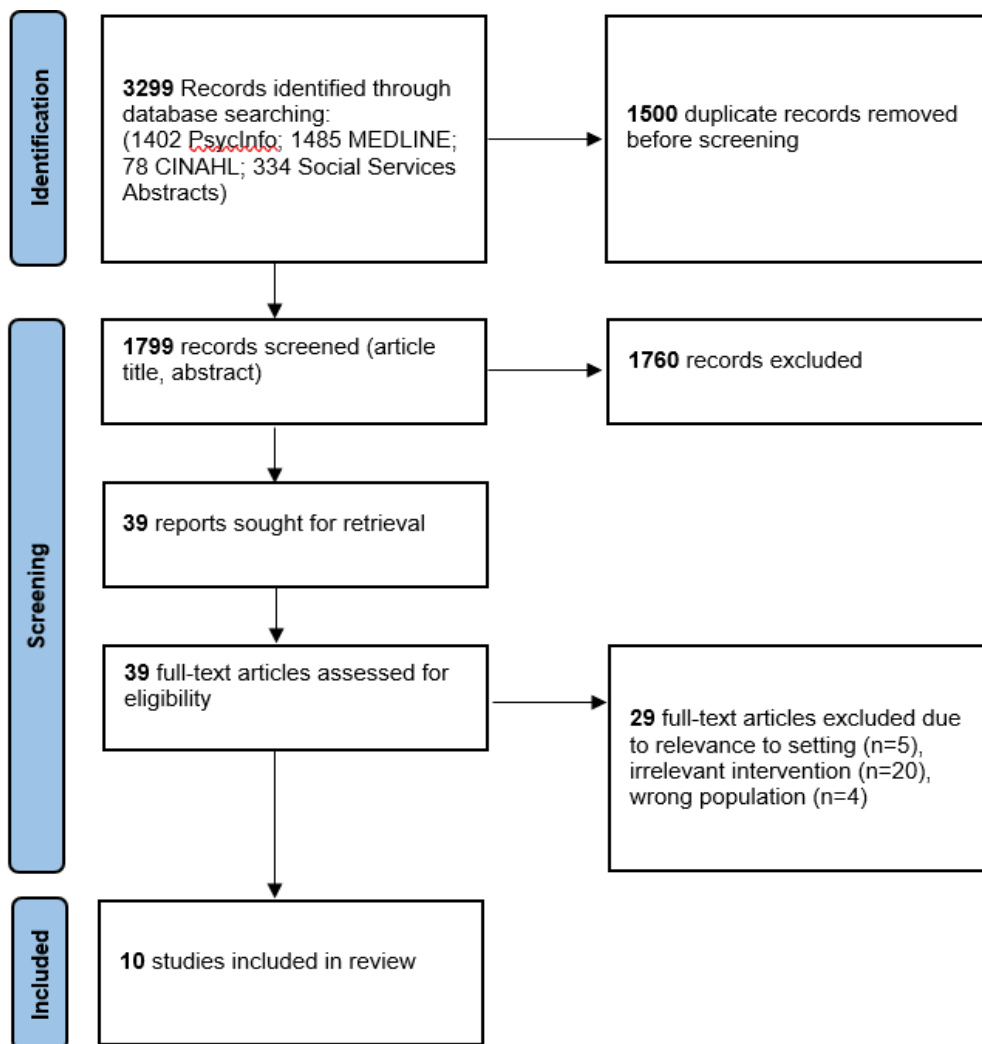 Identification
3299 Records identified through
database searching:
(1402 PsycInfo; 1485 MEDLINE;
78 CINAHL; 334 Social Services
Abstracts)
1500 duplicate records removed
before screening
Screening
1799 records screened (article
title, abstract)
1760 records excluded
39 reports sought for retrieval
39 full-text articles assessed for
eligibility
29 full-text articles excluded due
to relevance to setting (n=5),
irrelevant intervention (n=20),
wrong population (n=4)
Included
10 studies included in review